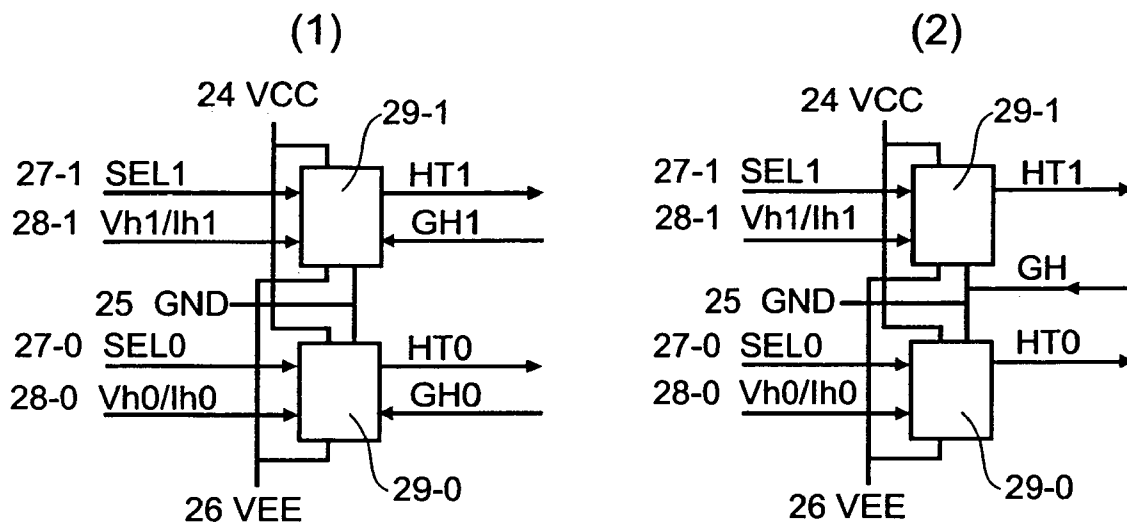 (1)
24 VCC
29-1
27-1 SEL1
HT1
28-1 Vh1/Ih1
GH1
25 GND
27-0 SEL0
HT0
28-0 Vh0/Ih0
GH0
29-0
26 VEE
(2)
24 VCC
29-1
27-1 SEL1
HT1
28-1 Vh1/Ih1
GH
25 GND
27-0 SEL0
HT0
28-0 Vh0/Ih0
29-0
26 VEE